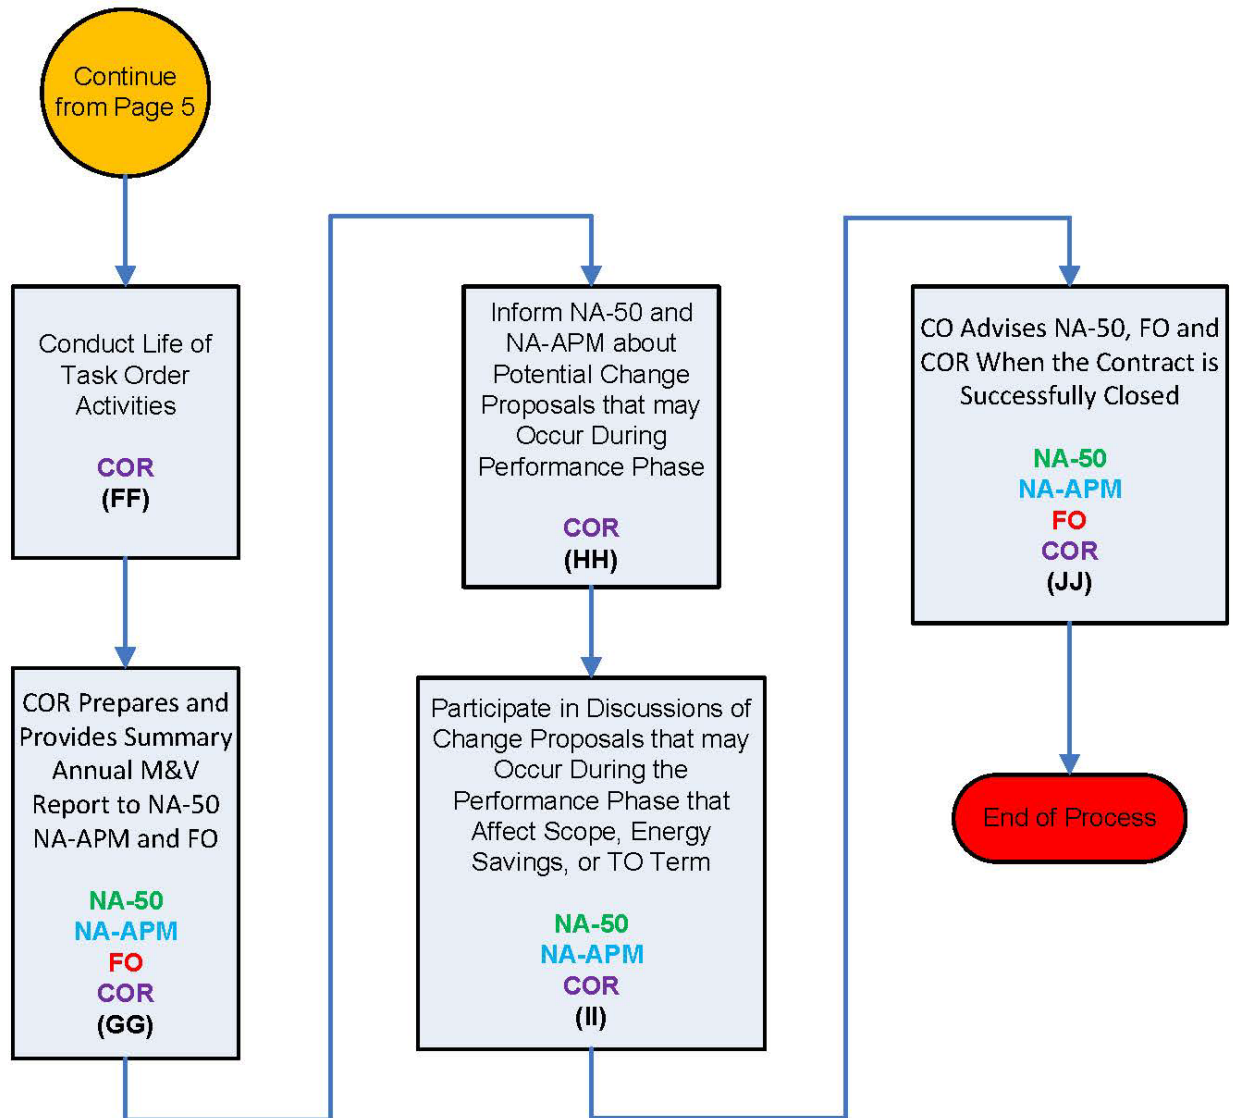 Continue
from Page 5
Conduct Life of
Task Order
Activities
COR
(FF)
COR Prepares and
Provides Summary
Annual M&V
Report to NA-50
NA-APM and FO
NA-50
NA-APM
FO
COR
(GG)
Inform NA-50 and
NA-APM about
Potential Change
Proposals that may
Occur During
Performance Phase
COR
(HH)
Participate in Discussions of
Change Proposals that may
Occur During the
Performance Phase that
Affect Scope, Energy
Savings, or TO Term
NA-50
NA-APM
COR
(II)
CO Advises NA-50, FO and
COR When the Contract is
Successfully Closed
NA-50
NA-APM
FO
COR
(JJ)
End of Process